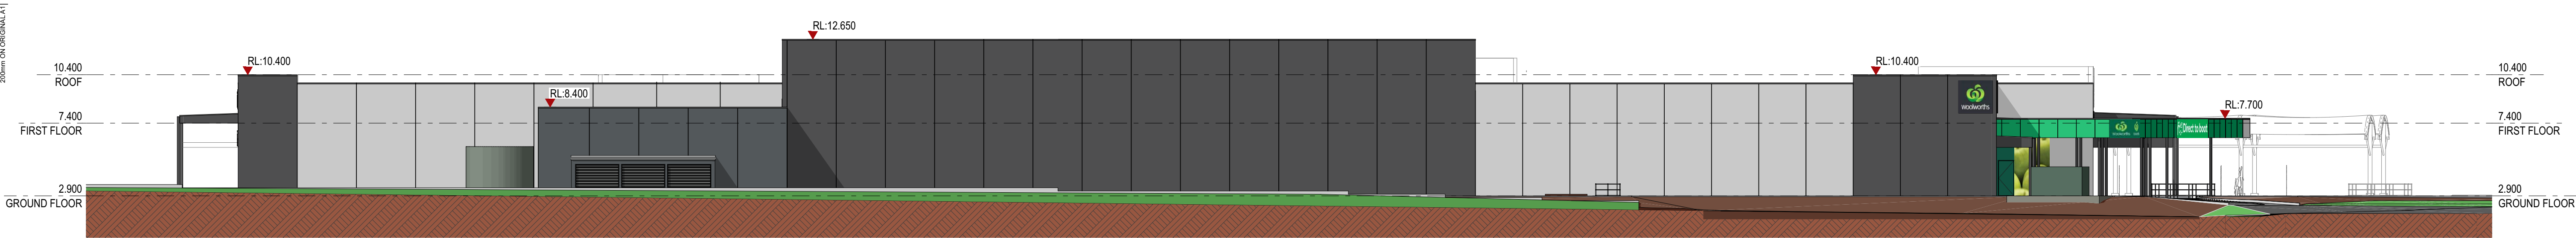 200mm ON ORIGINAL A1|
RL:12.650
10.400
ROOF
RL:10.400
RL:10.400
10.400
ROOF
RL:8.400
woolworths
RL:7.700
7.400
FIRST FLOOR
Direct to boot
7.400
FIRST FLOOR
2.900
GROUND FLOOR
2.900
GROUND FLOOR